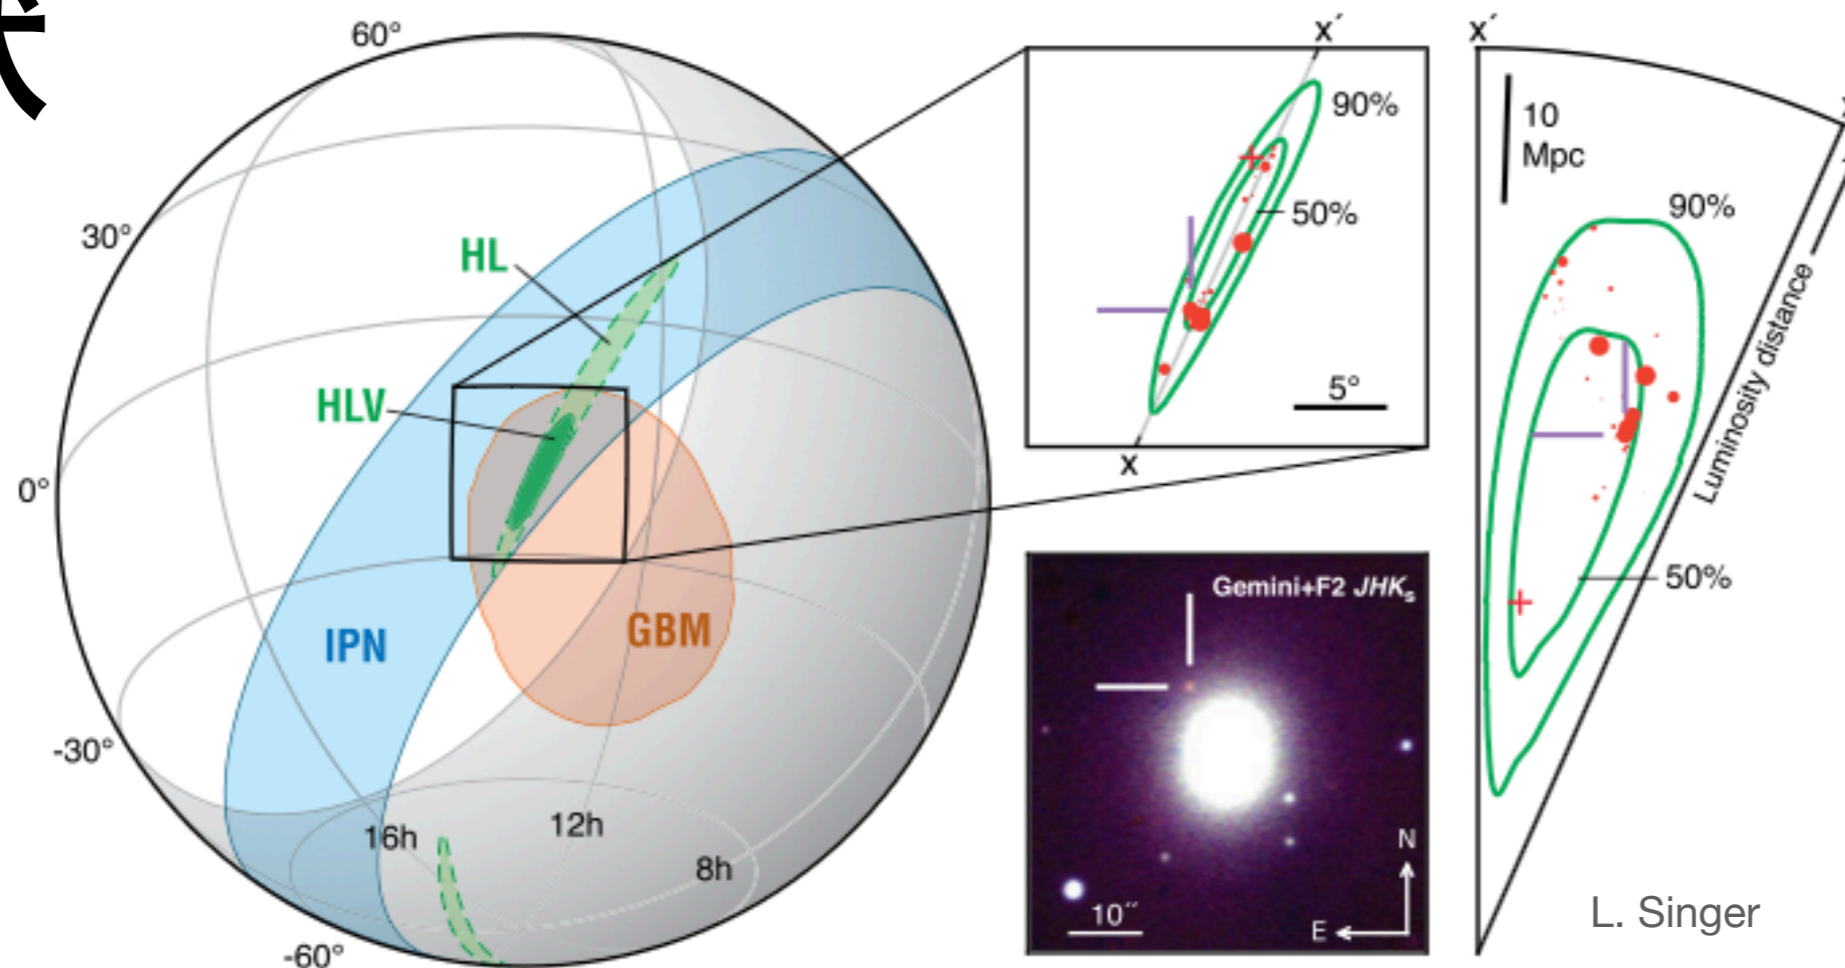 60°
30°
0°
-30°
-60°
HL
HLV
IPN
GBM
16h
12h
8h
x´
90%
50%
5°
x
Gemini+F2 JHKs
10˝
N
E
x´
10
Mpc
90%
Luminosity distance
50%
L. Singer